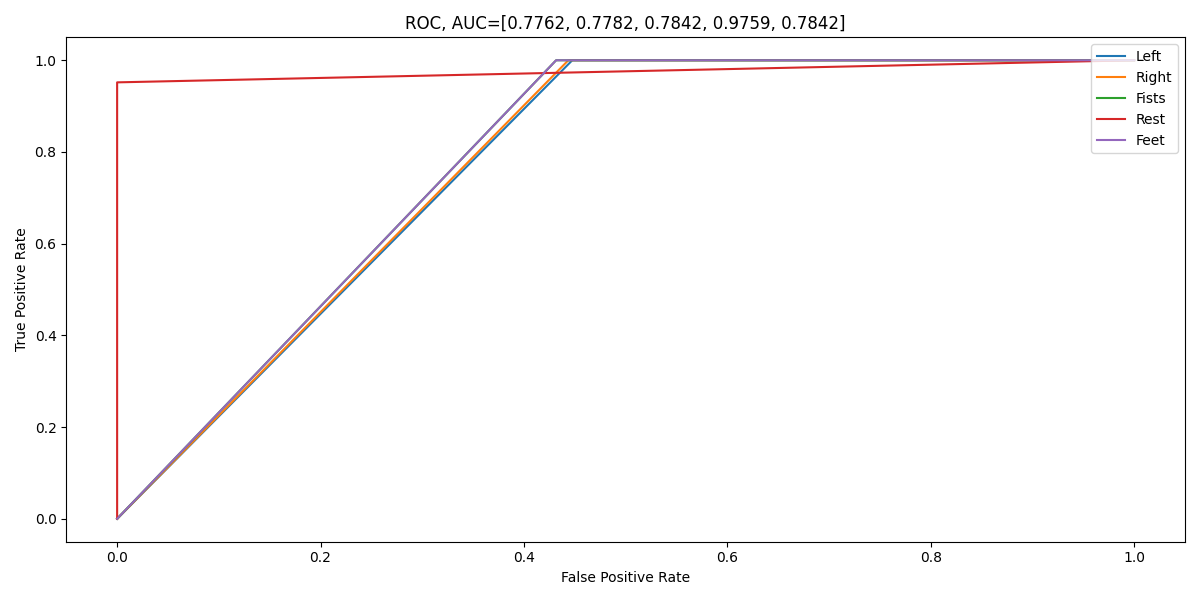 ROC, AUC=[0.7762, 0.7782, 0.7842, 0.9759, 0.7842]
Left
Right
Fists
Rest
Feet
True Positive Rate
1.0
0.8
0.6
0.4
0.2
0.0
0.0 0.2 0.4 0.6 0.8 1.0
False Positive Rate